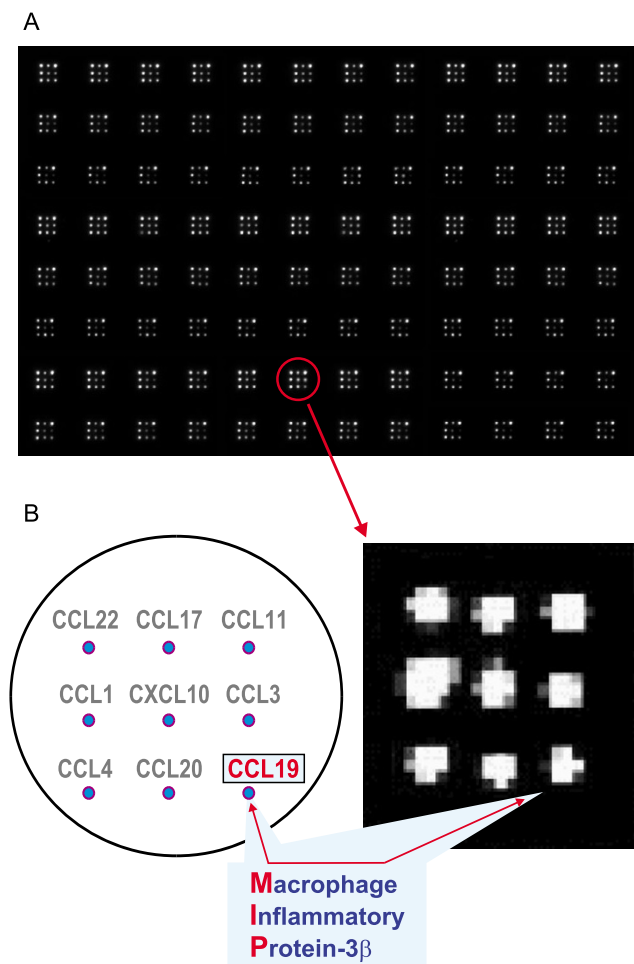 A
B
CCL22 CCL17 CCL11
CCL1 CXCL10 CCL3
CCL4 CCL20 CCL19
Macrophage
Inflammatory
Protein-3β